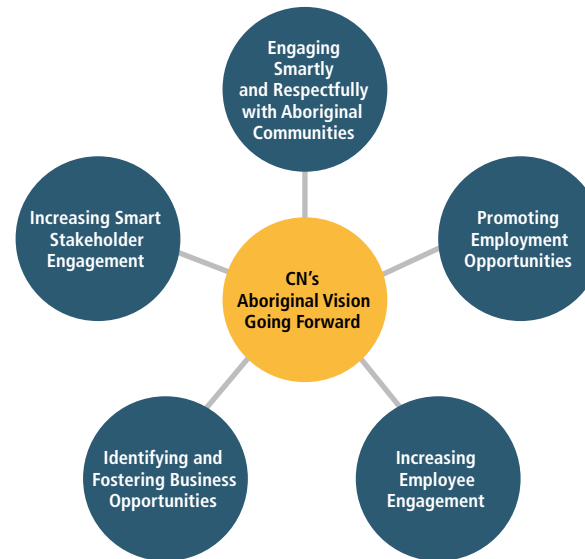 Engaging
Smartly
and Respectfully
with Aboriginal
Communities
Increasing Smart
Stakeholder
Engagement
Promoting
Employment
Opportunities
CN's
Aboriginal Vision
Going Forward
Identifying and
Fostering Business
Opportunities
Increasing
Employee
Engagement